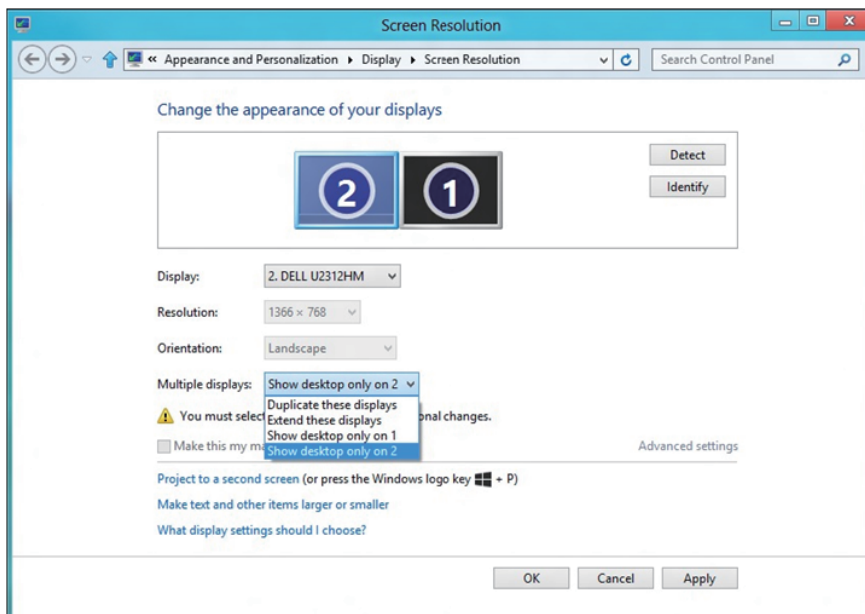 Screen Resolution
« Appearance and Personalization ▸ Display ▸ Screen Resolution
Search Control Panel
Change the appearance of your displays
2
1
Detect
Identify
Display: 2. DELL U2312HM
Resolution: 1366 × 768
Orientation: Landscape
Multiple displays: Show desktop only on 2
Duplicate these displays
Extend these displays
Show desktop only on 1
Show desktop only on 2
You must select onal changes.
Make this my ma
Advanced settings
Project to a second screen (or press the Windows logo key + P)
Make text and other items larger or smaller
What display settings should I choose?
OK
Cancel
Apply